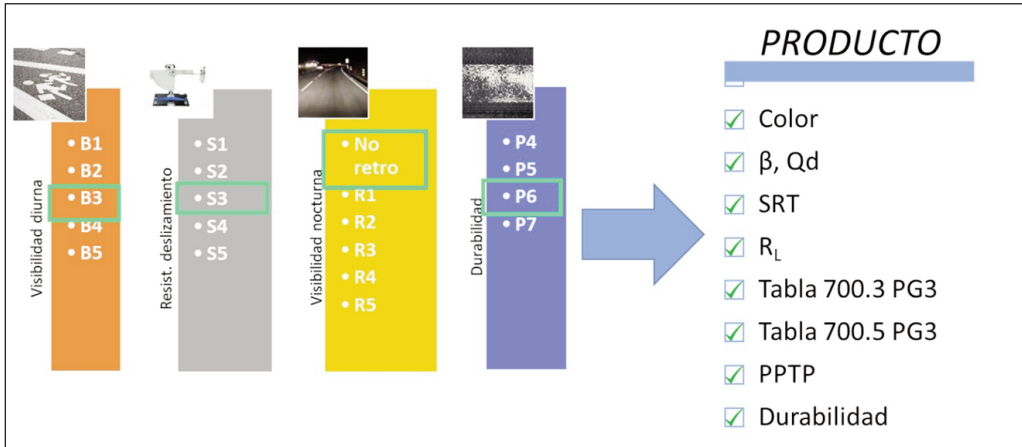 PRODUCTO
Visibilidad diurna
• B1
• B2
• B3
• B4
• B5
Resist. deslizamiento
• S1
• S2
• S3
• S4
• S5
Visibilidad nocturna
• No
retro
• R1
• R2
• R3
• R4
• R5
Durabilidad
• P4
• P5
• P6
• P7
Color
β, Qd
SRT
R_L
Tabla 700.3 PG3
Tabla 700.5 PG3
PPTP
Durabilidad